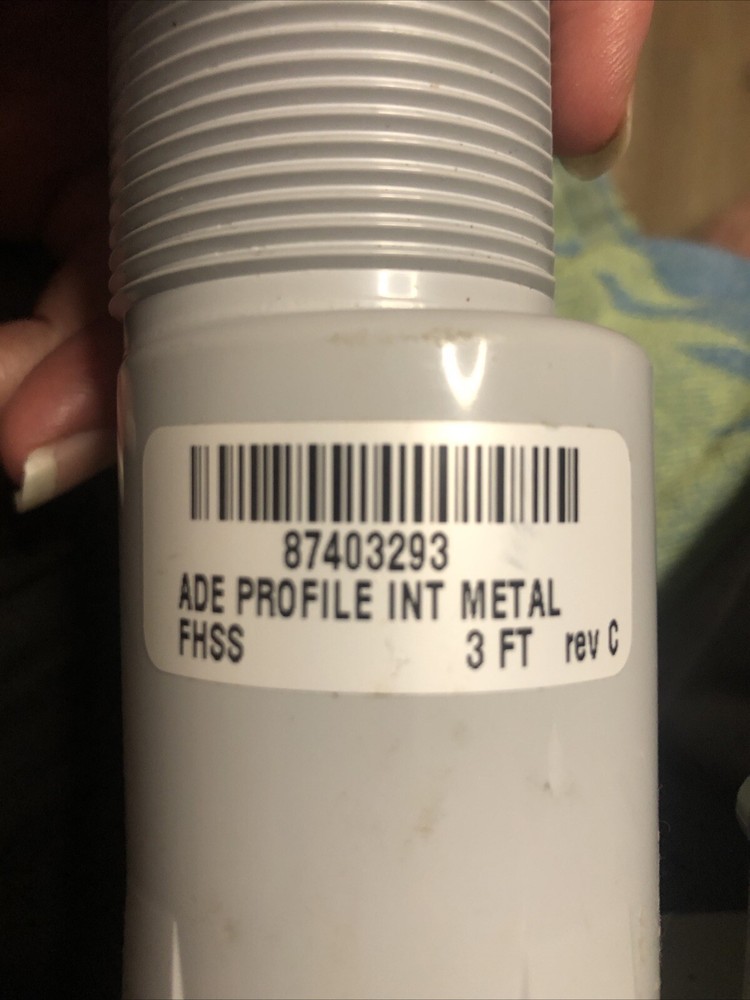 87403293
ADE PROFILE INT METAL
FHSS 3 FT rev C